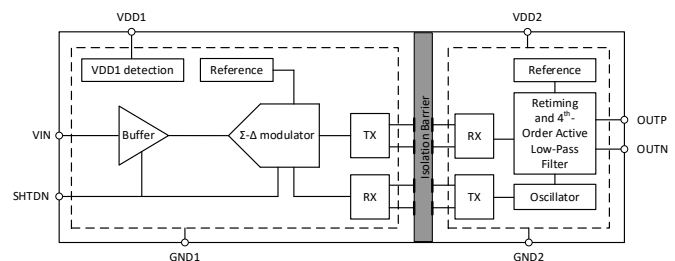 VDD1
VDD2
VDD1 detection
Reference
Reference
VIN
Buffer
Σ-Δ modulator
TX
Isolation Barrier
RX
Retiming
and 4th-
Order Active
Low-Pass
Filter
OUTP
OUTN
SHTDN
RX
TX
Oscillator
GND1
GND2